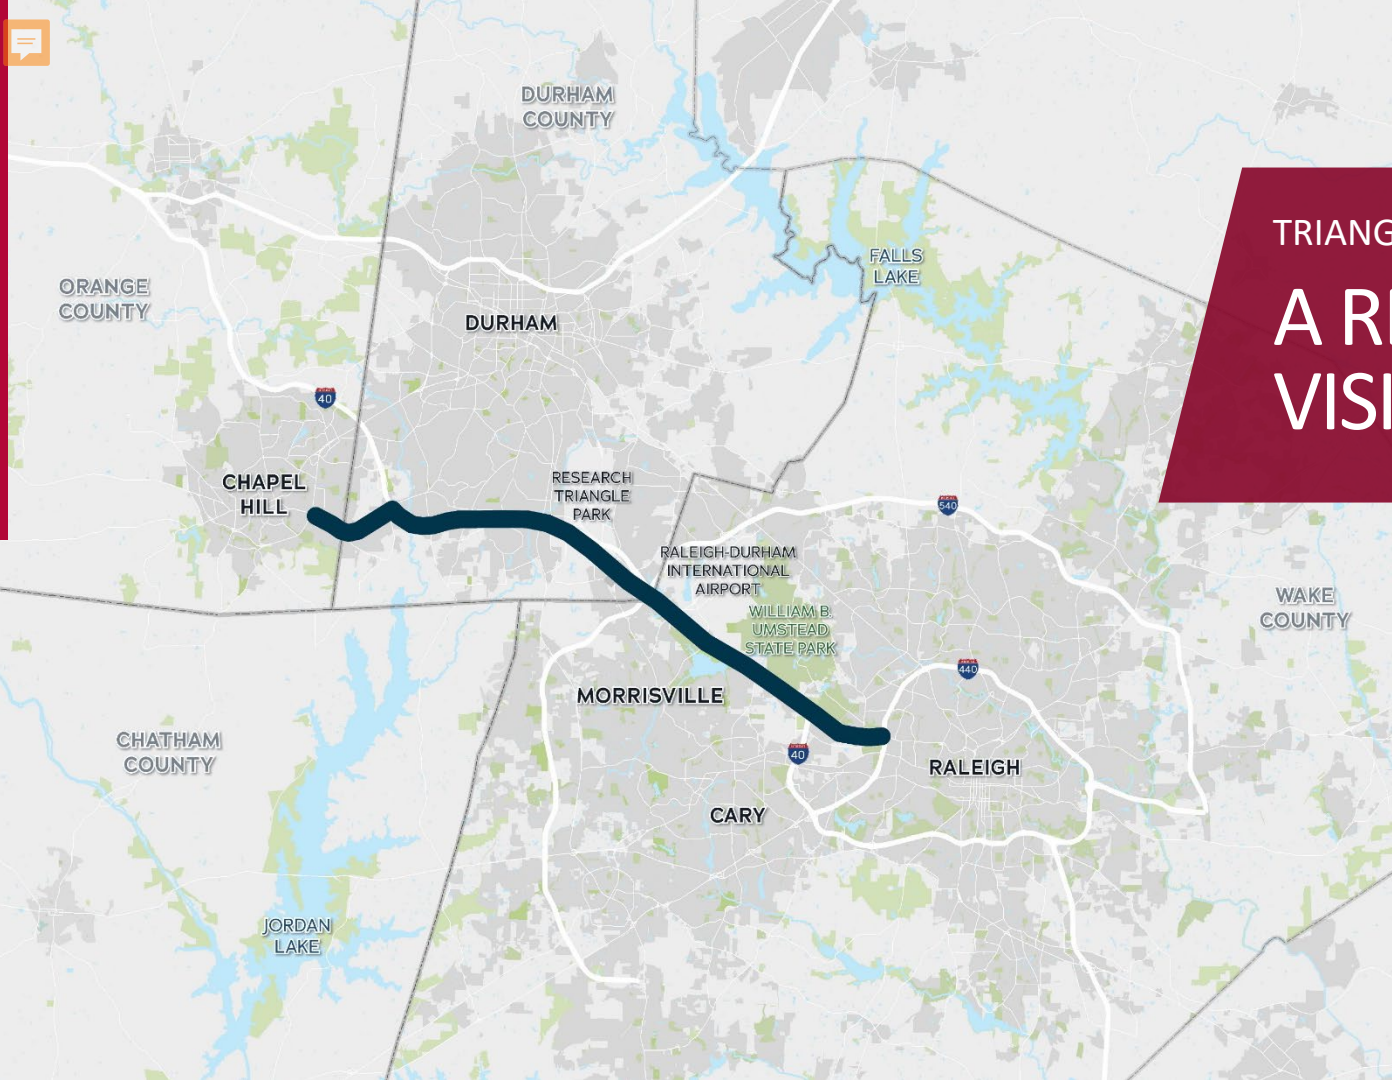 DURHAM
COUNTY
TRIANG
A R
VISI
FALLS
LAKE
ORANGE
COUNTY
DURHAM
40
CHAPEL
HILL
RESEARCH
TRIANGLE
PARK
540
RALEIGH-DURHAM
INTERNATIONAL
AIRPORT
WILLIAM B.
UMSTEAD
STATE PARK
WAKE
COUNTY
440
MORRISVILLE
CHATHAM
COUNTY
40
RALEIGH
CARY
JORDAN
LAKE